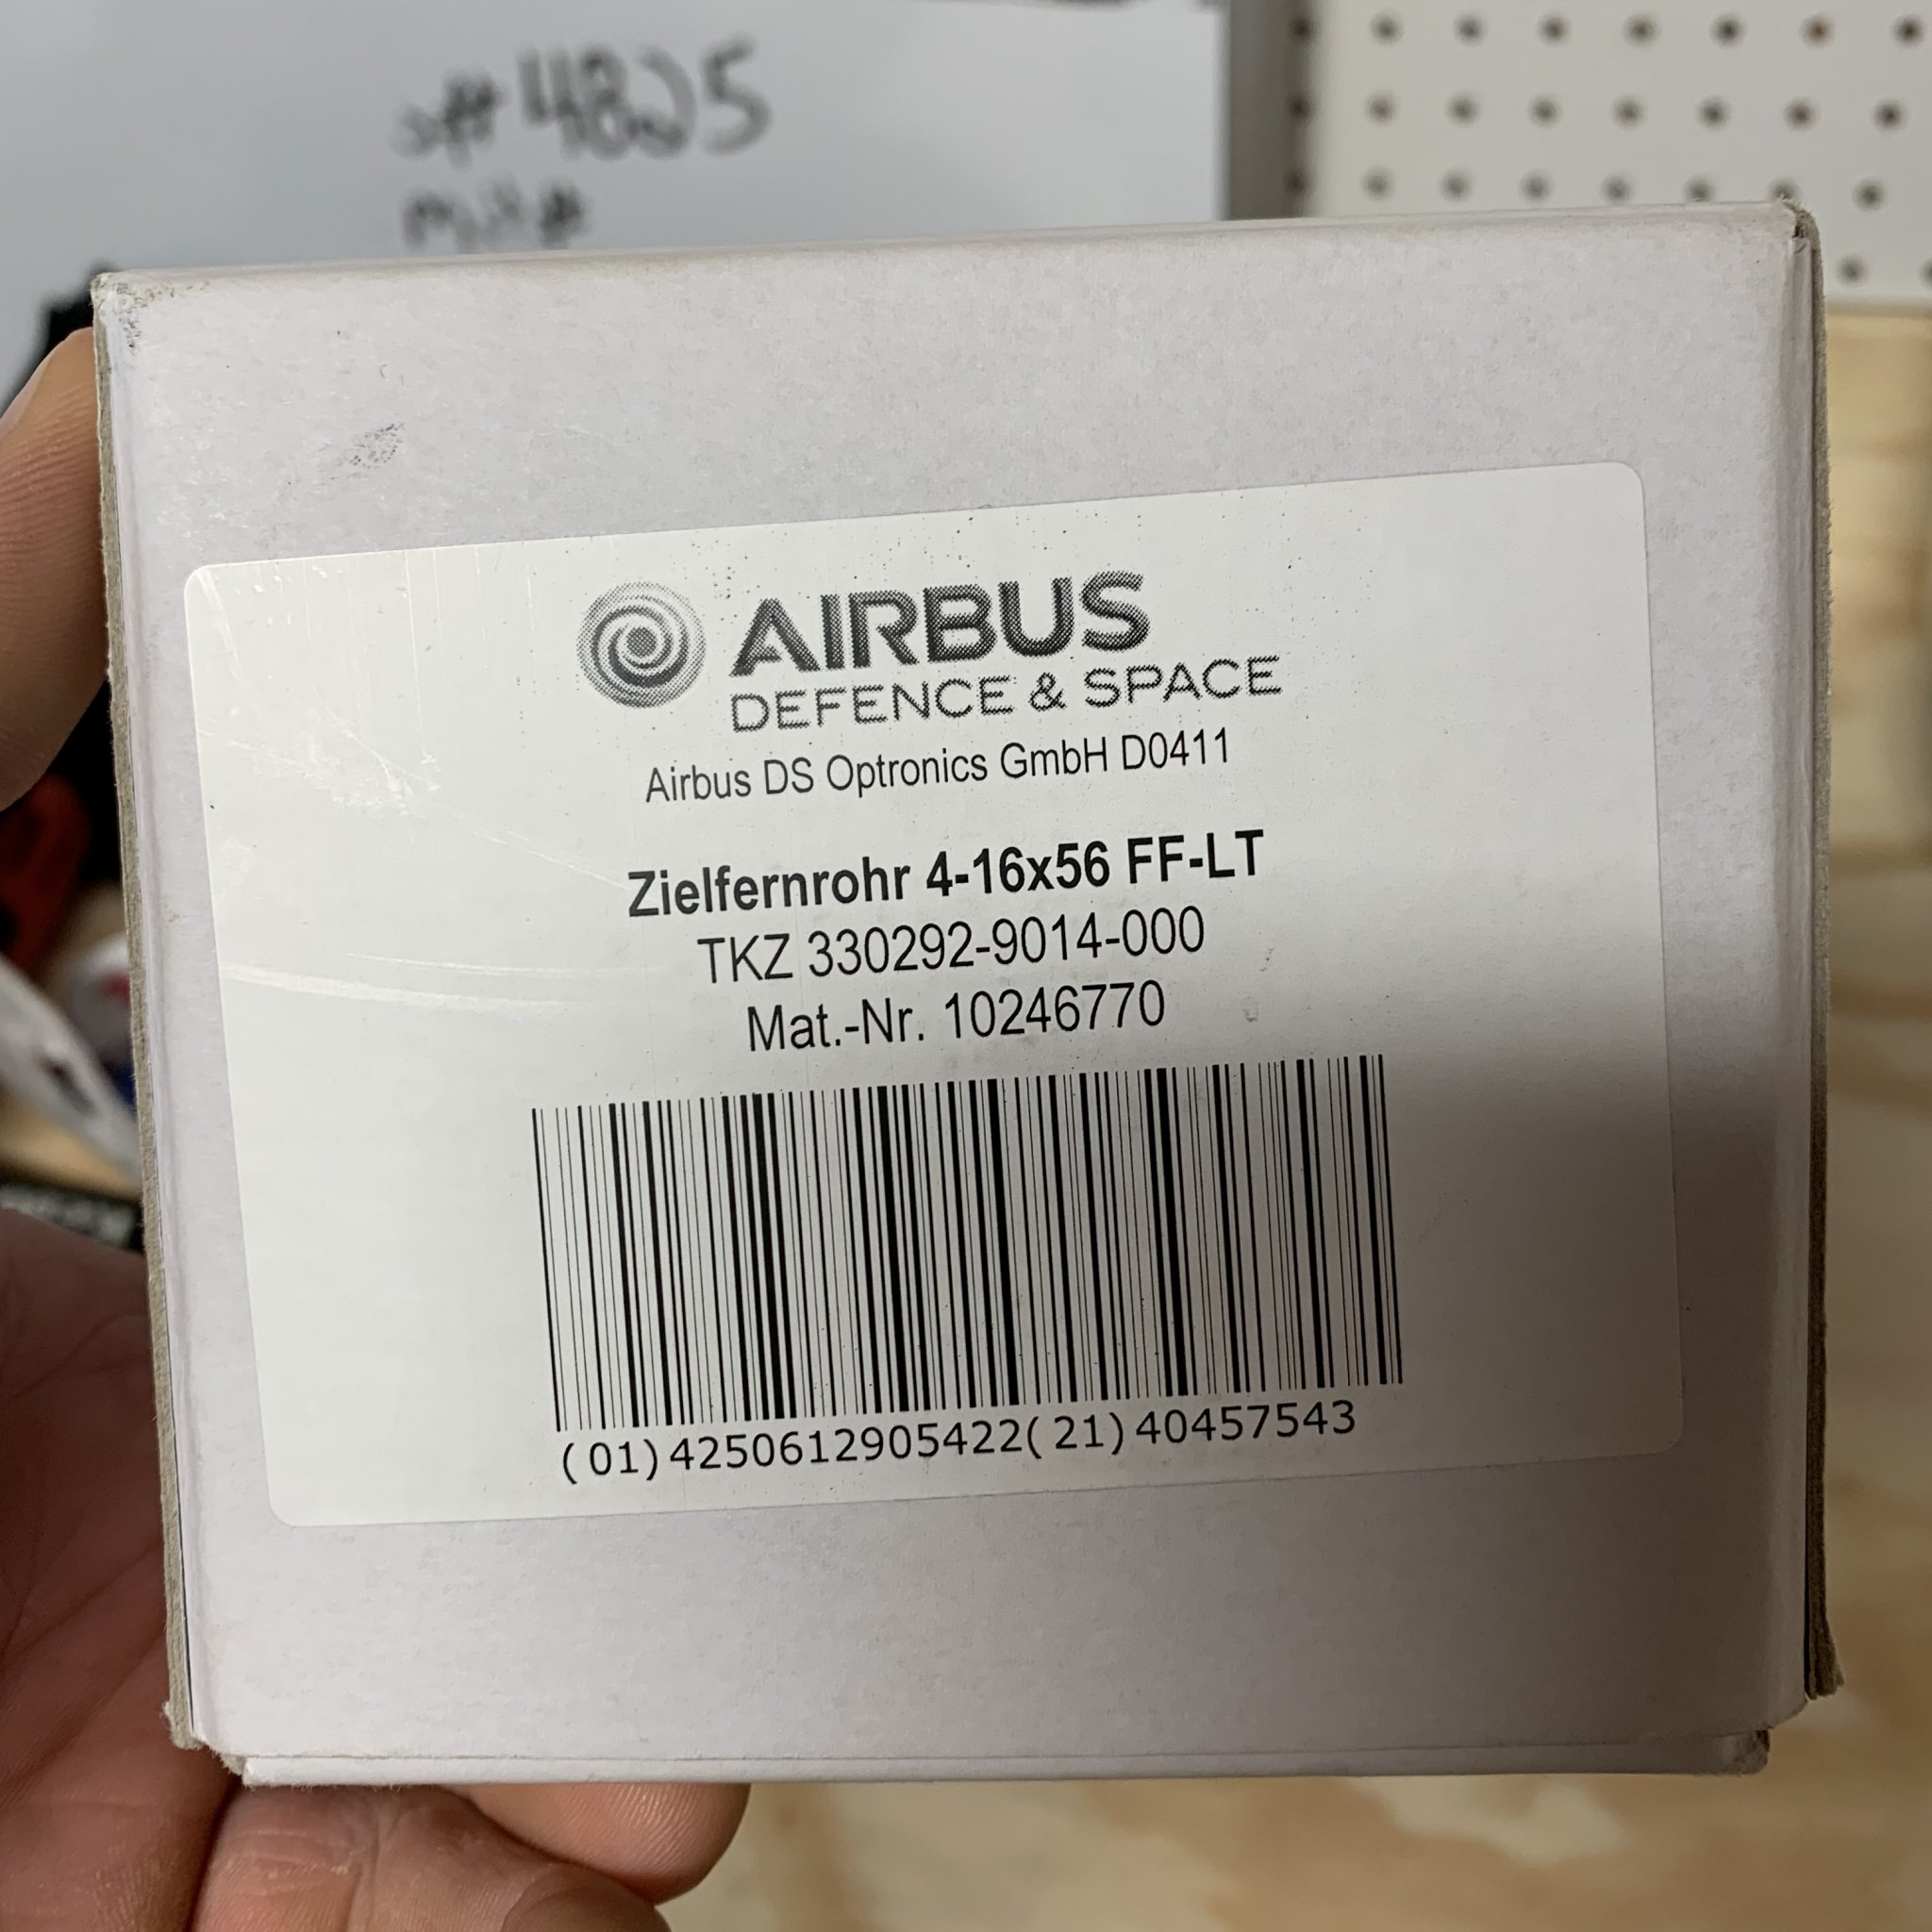 # 4825
AIRBUS
DEFENCE & SPACE
Airbus DS Optronics GmbH D0411
Zielfernrohr 4-16x56 FF-LT
TKZ 330292-9014-000
Mat.-Nr. 10246770
(01)4250612905422(21)40457543